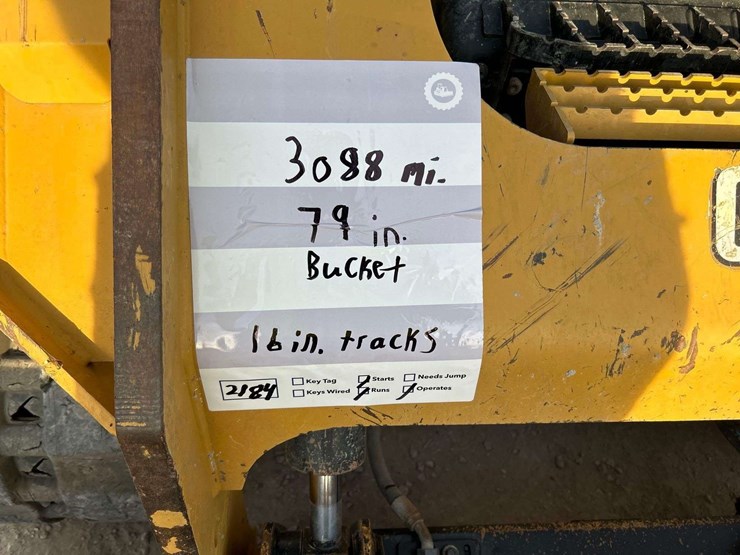 3088 mi.
79 in.
Bucket
16 in. tracks
2184
Key Tag Starts Needs Jump
Keys Wired Runs Operates